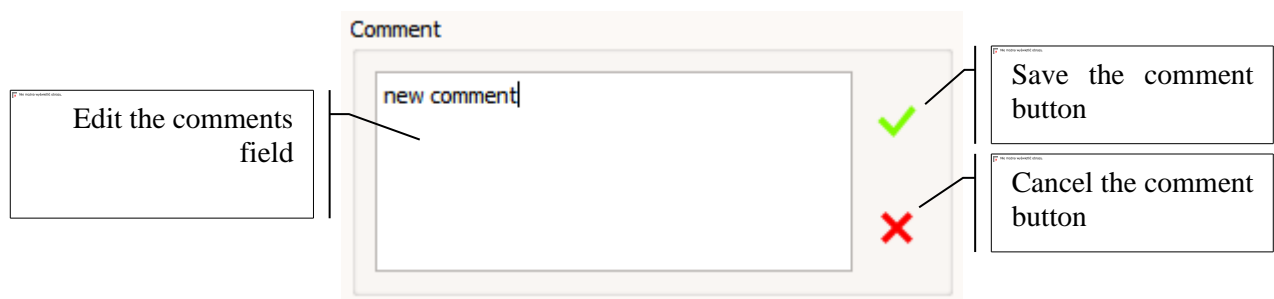 Comment
new comment
Edit the comments
field
Save the comment
button
Cancel the comment
button